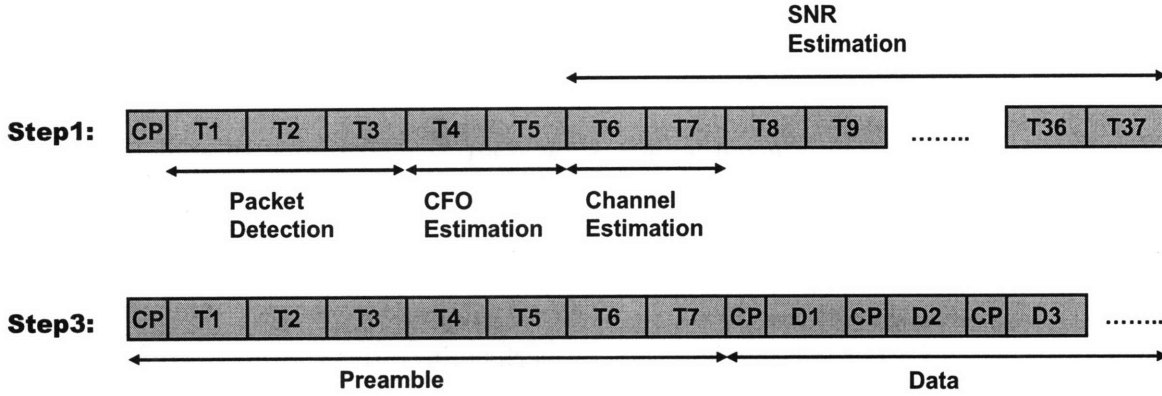 SNR
Estimation
Step1: CP T1 T2 T3 T4 T5 T6 T7 T8 T9 ........ T36 T37
Packet
Detection
CFO
Estimation
Channel
Estimation
Step3: CP T1 T2 T3 T4 T5 T6 T7 CP D1 CP D2 CP D3 ........
Preamble
Data